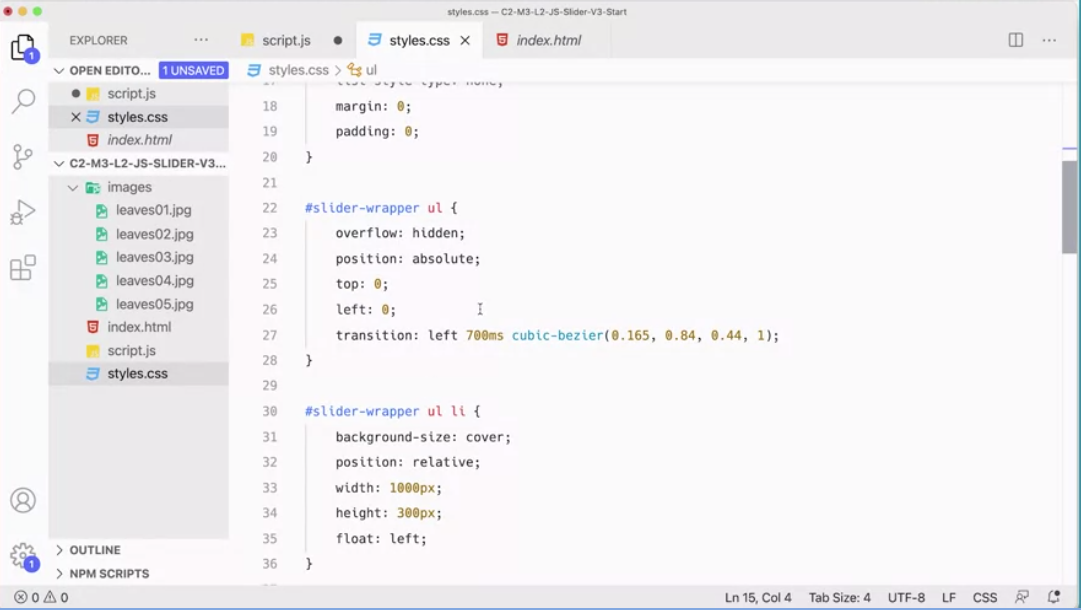 styles.css — C2-M3-L2-JS-Slider-V3-Start
EXPLORER ···
script.js
styles.css
index.html
OPEN EDITO... 1 UNSAVED
styles.css > ul
script.js
styles.css
index.html
C2-M3-L2-JS-SLIDER-V3...
images
leaves01.jpg
leaves02.jpg
leaves03.jpg
leaves04.jpg
leaves05.jpg
index.html
script.js
styles.css
OUTLINE
NPM SCRIPTS
1
1
17 list-style-type: none;
18 margin: 0;
19 padding: 0;
20 }
21
22 #slider-wrapper ul {
23 overflow: hidden;
24 position: absolute;
25 top: 0;
26 left: 0;
27 transition: left 700ms cubic-bezier(0.165, 0.84, 0.44, 1);
28 }
29
30 #slider-wrapper ul li {
31 background-size: cover;
32 position: relative;
33 width: 1000px;
34 height: 300px;
35 float: left;
36 }
0 0 Ln 15, Col 4 Tab Size: 4 UTF-8 LF CSS